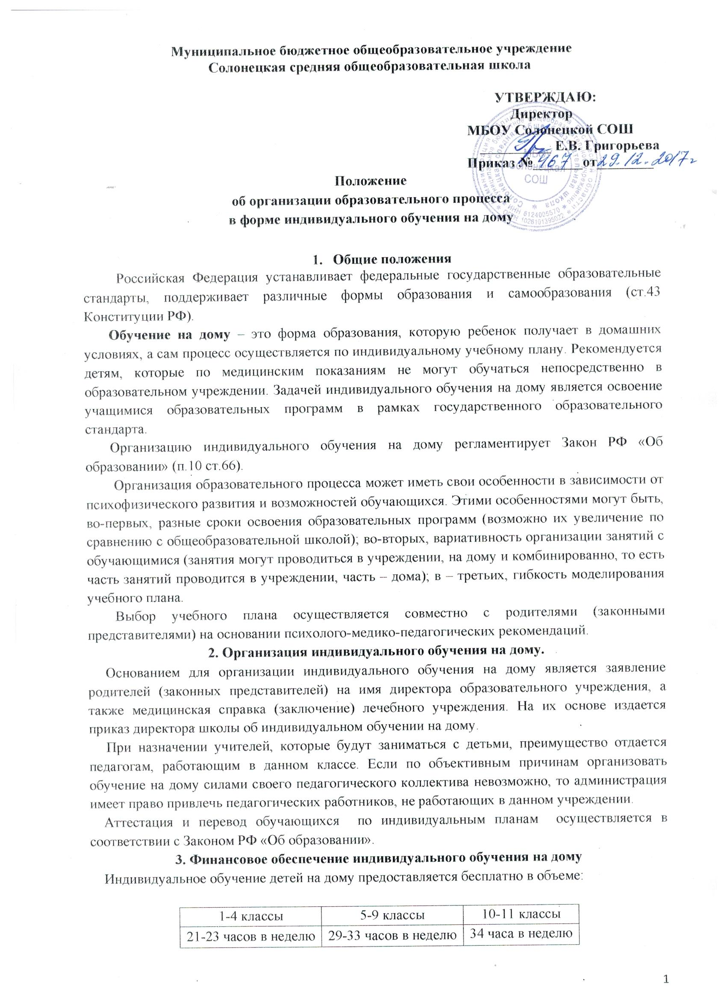 Муниципальное бюджетное общеобразовательное учреждение
Солонецкая средняя общеобразовательная школа
УТВЕРЖДАЮ:
Директор
МБОУ Солонецкой СОШ
Е.В. Григорьева
Приказ № 467 от 29.12.2017г
МБОУ
Солонецкая
СОШ
ИНН 6124005570
ОГРН 1026101395022
Положение
об организации образовательного процесса
в форме индивидуального обучения на дому
1. Общие положения
Российская Федерация устанавливает федеральные государственные образовательные
стандарты, поддерживает различные формы образования и самообразования (ст.43
Конституции РФ).
Обучение на дому – это форма образования, которую ребенок получает в домашних
условиях, а сам процесс осуществляется по индивидуальному учебному плану. Рекомендуется
детям, которые по медицинским показаниям не могут обучаться непосредственно в
образовательном учреждении. Задачей индивидуального обучения на дому является освоение
учащимися образовательных программ в рамках государственного образовательного
стандарта.
Организацию индивидуального обучения на дому регламентирует Закон РФ «Об
образовании» (п.10 ст.66).
Организация образовательного процесса может иметь свои особенности в зависимости от
психофизического развития и возможностей обучающихся. Этими особенностями могут быть,
во-первых, разные сроки освоения образовательных программ (возможно их увеличение по
сравнению с общеобразовательной школой); во-вторых, вариативность организации занятий с
обучающимися (занятия могут проводиться в учреждении, на дому и комбинированно, то есть
часть занятий проводится в учреждении, часть – дома); в – третьих, гибкость моделирования
учебного плана.
Выбор учебного плана осуществляется совместно с родителями (законными
представителями) на основании психолого-медико-педагогических рекомендаций.
2. Организация индивидуального обучения на дому.
Основанием для организации индивидуального обучения на дому является заявление
родителей (законных представителей) на имя директора образовательного учреждения, а
также медицинская справка (заключение) лечебного учреждения. На их основе издается
приказ директора школы об индивидуальном обучении на дому.
При назначении учителей, которые будут заниматься с детьми, преимущество отдается
педагогам, работающим в данном классе. Если по объективным причинам организовать
обучение на дому силами своего педагогического коллектива невозможно, то администрация
имеет право привлечь педагогических работников, не работающих в данном учреждении.
Аттестация и перевод обучающихся по индивидуальным планам осуществляется в
соответствии с Законом РФ «Об образовании».
3. Финансовое обеспечение индивидуального обучения на дому
Индивидуальное обучение детей на дому предоставляется бесплатно в объеме:
1-4 классы 5-9 классы 10-11 классы
21-23 часов в неделю 29-33 часов в неделю 34 часа в неделю
1